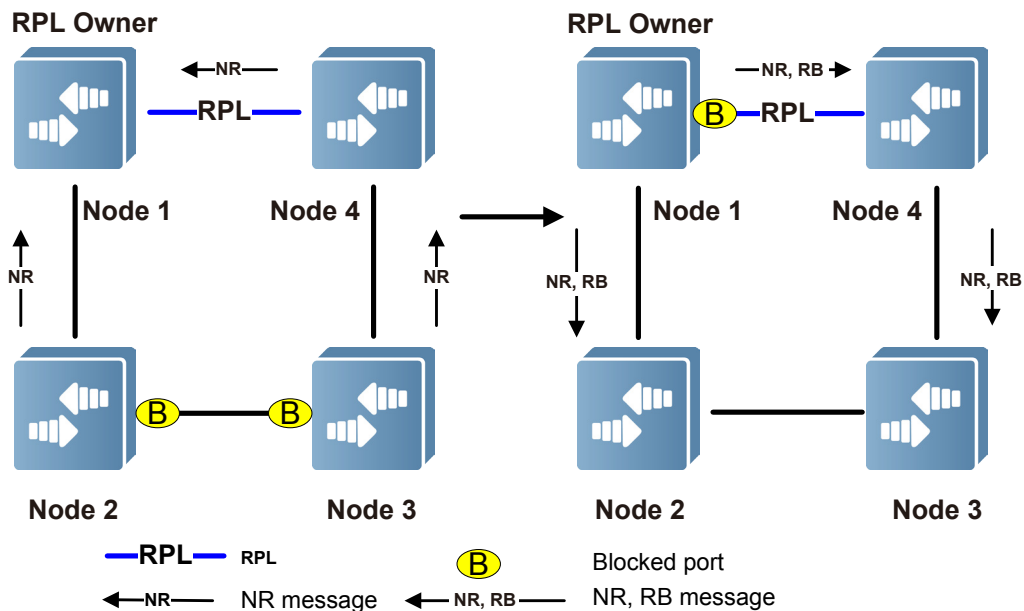 RPL Owner
RPL Owner
NR
NR, RB
RPL
B
RPL
Node 1
Node 4
Node 1
Node 4
NR
NR
NR, RB
NR, RB
B
B
Node 2
Node 3
Node 2
Node 3
RPL
RPL
B
Blocked port
NR
NR message
NR, RB
NR, RB message